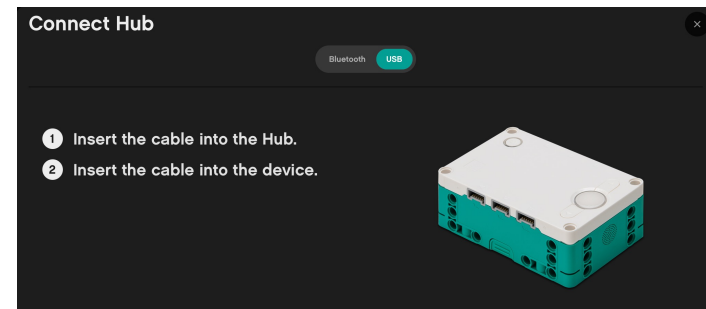 Connect Hub
Bluetooth USB
1 Insert the cable into the Hub.
2 Insert the cable into the device.